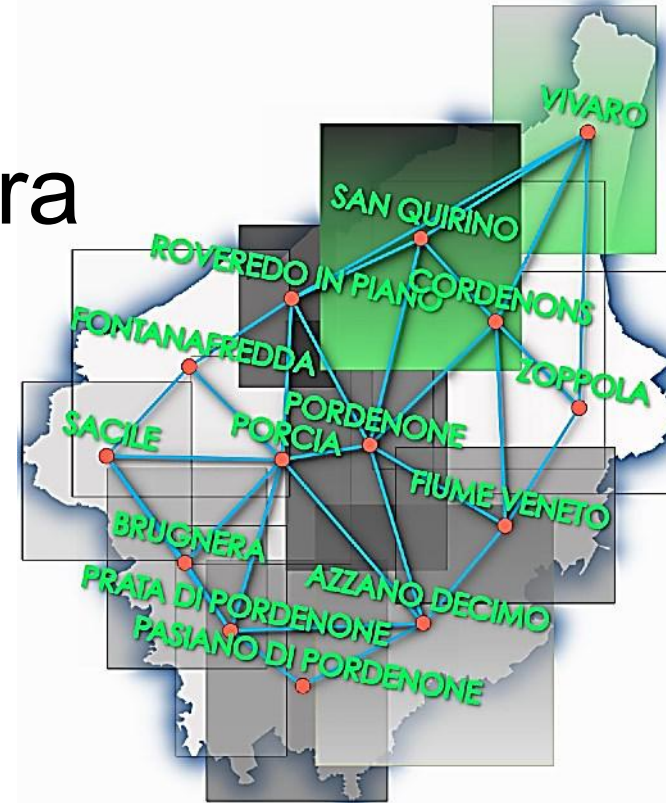 VIVARO
ra
SAN QUIRINO
ROVEREDO IN PIANO
CORDENONS
FONTANAFREDDA
ZOPPOLA
PORDENONE
SACILE
PORCIA
FIUME VENETO
BRUGNERA
AZZANO DECIMO
PRATA DI PORDENONE
PASIANO DI PORDENONE